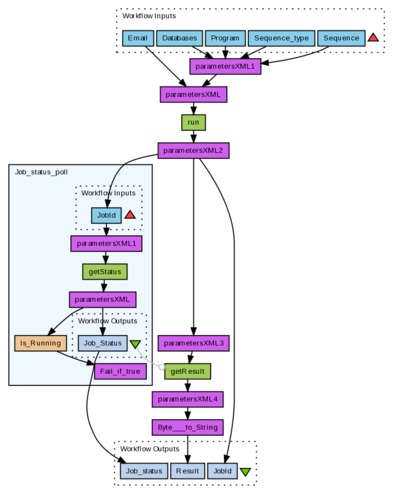 Workflow Inputs
Email Databases Program Sequence_type Sequence
parametersXML1
parametersXML
run
parametersXML2
Job_status_poll
Workflow Inputs
JobId
parametersXML1
getStatus
parametersXML
Workflow Outputs
Is_Running Job_Status parametersXML3
Fail_if_true getResult
parametersXML4
Byte___to_String
Workflow Outputs
Job_status Result JobId